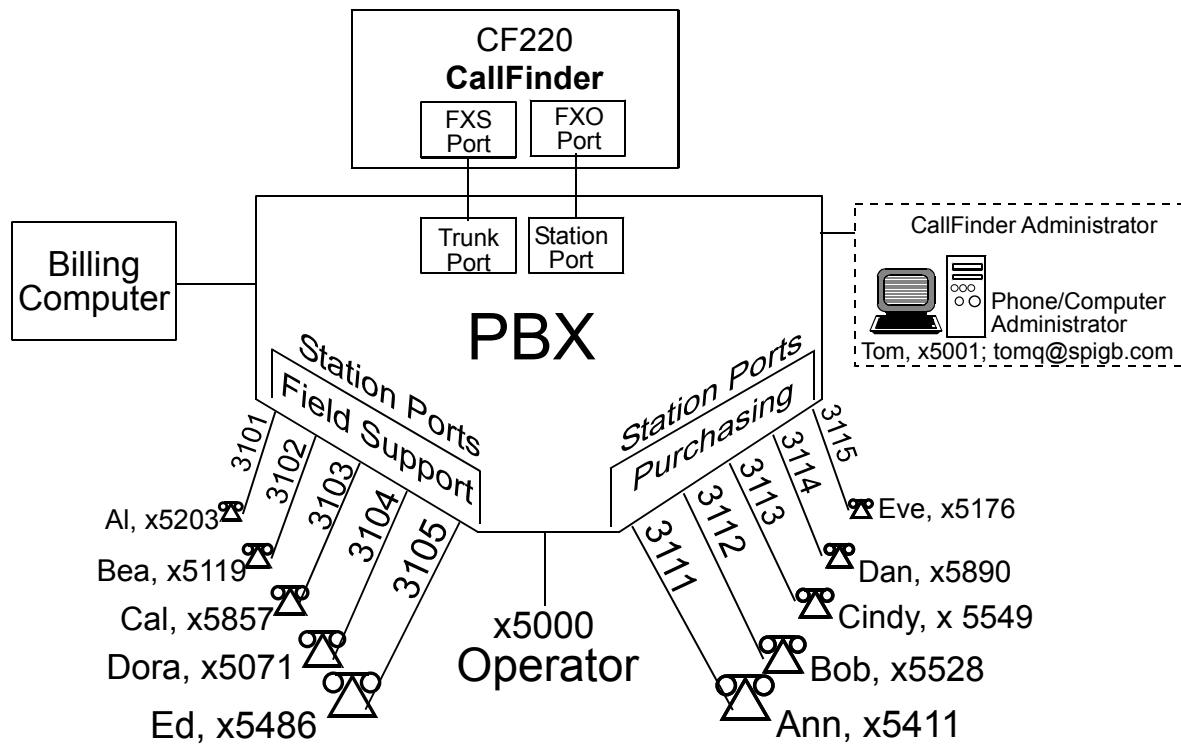 CF220
CallFinder
FXS
Port
FXO
Port
Trunk
Port
Station
Port
Billing
Computer
CallFinder Administrator
Phone/Computer
Administrator
Tom, x5001; tomq@spigb.com
PBX
Station Ports
Field Support
Station Ports
Purchasing
3101
3102
3103
3104
3105
3111
3112
3113
3114
3115
Al, x5203
Bea, x5119
Cal, x5857
Dora, x5071
Ed, x5486
x5000
Operator
Eve, x5176
Dan, x5890
Cindy, x 5549
Bob, x5528
Ann, x5411